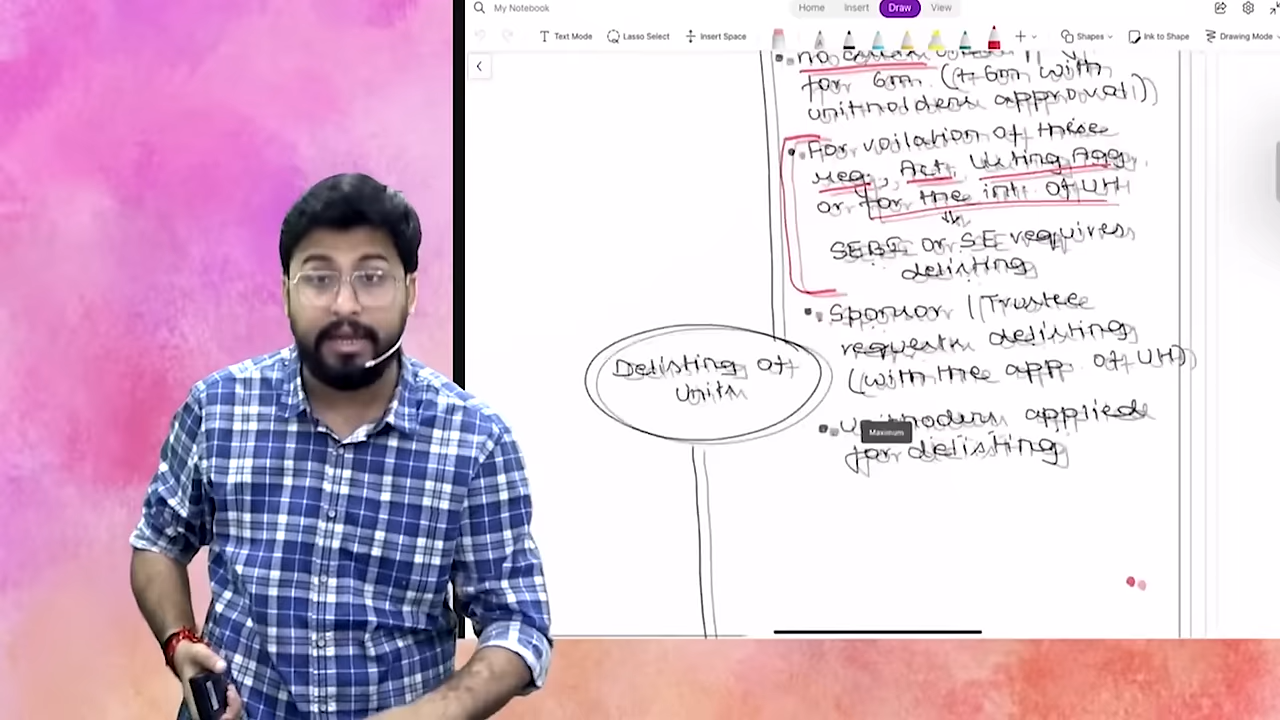 My Notebook
Home Insert Draw View
Text Mode Lasso Select Insert Space Shapes Ink to Shape Drawing Mode
for 6m (+ 6m with
unitholders approval))
For voilation of these
reg., Act, Listing Agg.
or for the int. of UH
SEBI or SE requires
delisting
Sponsor / Trustee
requests delisting
(with the app. of UH)
applied
for delisting
Maximum
Delisting of
Units